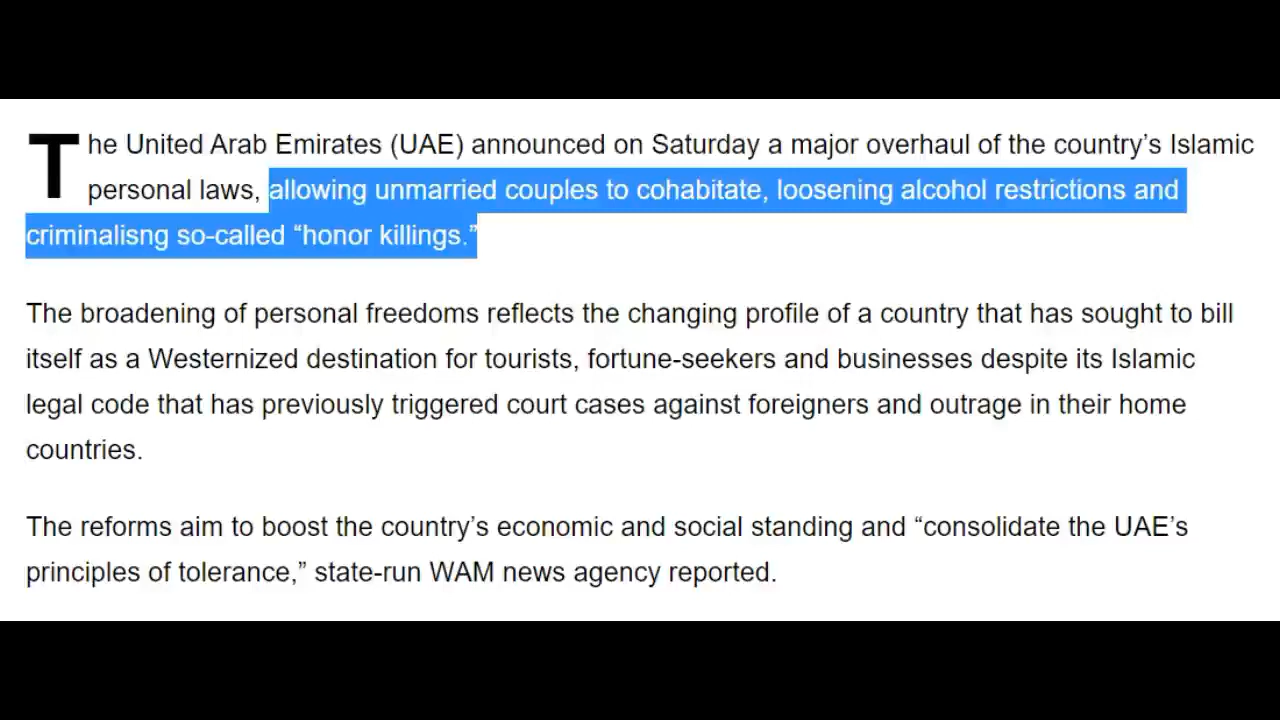 The United Arab Emirates (UAE) announced on Saturday a major overhaul of the country’s Islamic
personal laws, allowing unmarried couples to cohabitate, loosening alcohol restrictions and
criminalisng so-called “honor killings.”
The broadening of personal freedoms reflects the changing profile of a country that has sought to bill
itself as a Westernized destination for tourists, fortune-seekers and businesses despite its Islamic
legal code that has previously triggered court cases against foreigners and outrage in their home
countries.
The reforms aim to boost the country’s economic and social standing and “consolidate the UAE’s
principles of tolerance,” state-run WAM news agency reported.